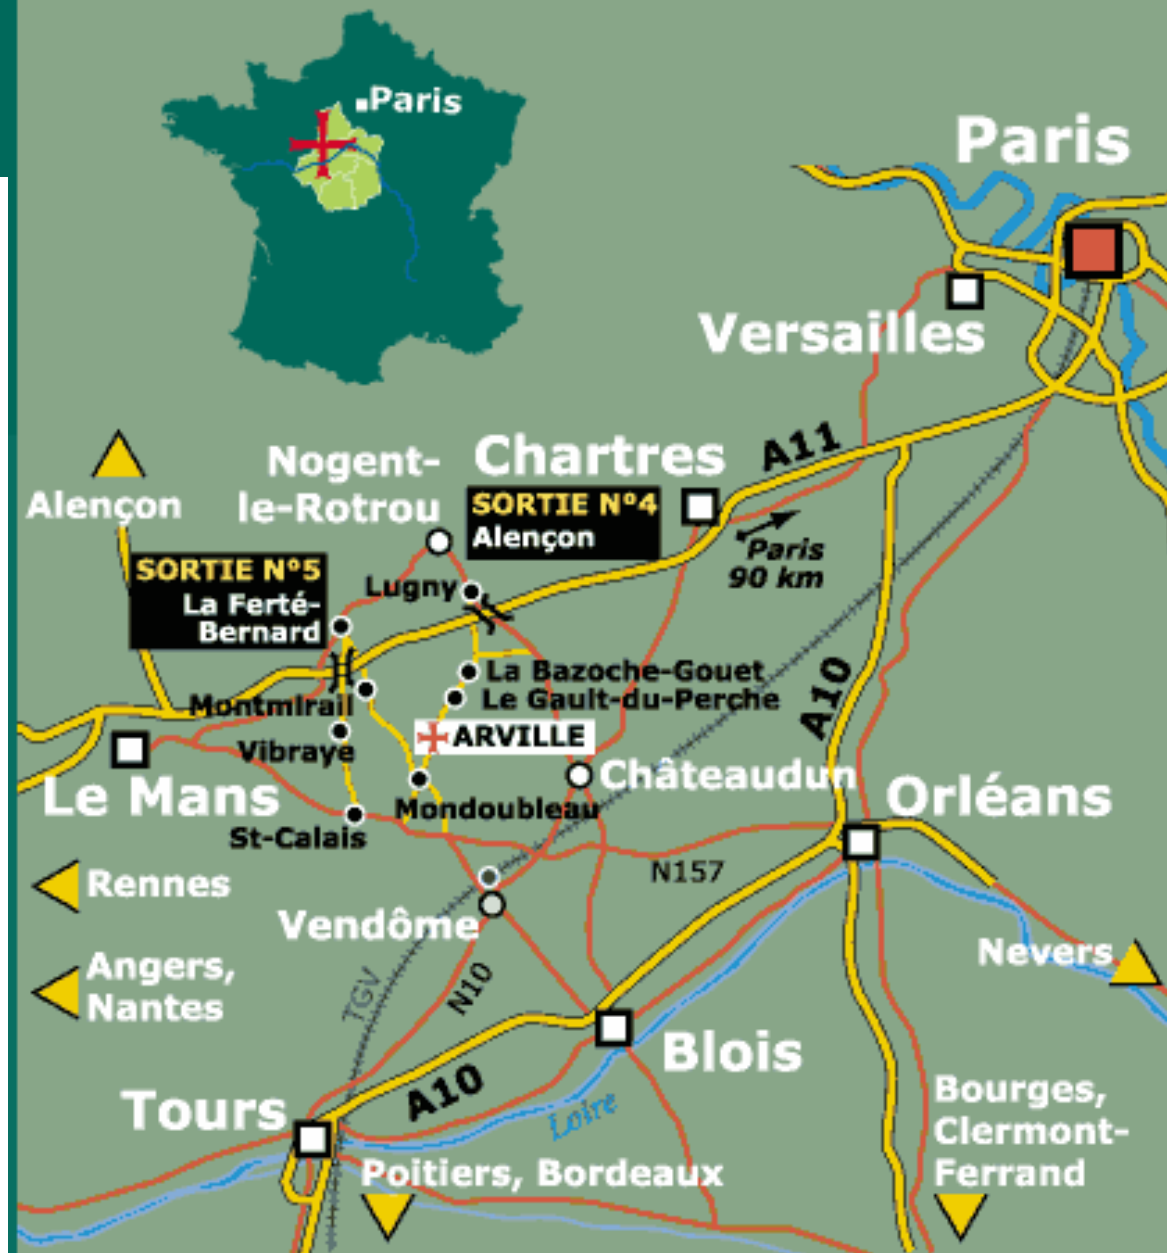 Paris
Paris
Versailles
Nogent-
le-Rotrou
Chartres
A11
Alençon
SORTIE N°4
Alençon
Paris
90 km
SORTIE N°5
La Ferté-
Bernard
Lugny
La Bazoche-Gouet
Le Gault-du-Perche
Montmirail
ARVILLE
Vibraye
A10
Le Mans
Châteaudun
Orléans
Mondoubleau
St-Calais
N157
Rennes
Vendôme
Nevers
Angers,
Nantes
TGV
N10
Blois
A10
Tours
Loire
Bourges,
Clermont-
Ferrand
Poitiers, Bordeaux